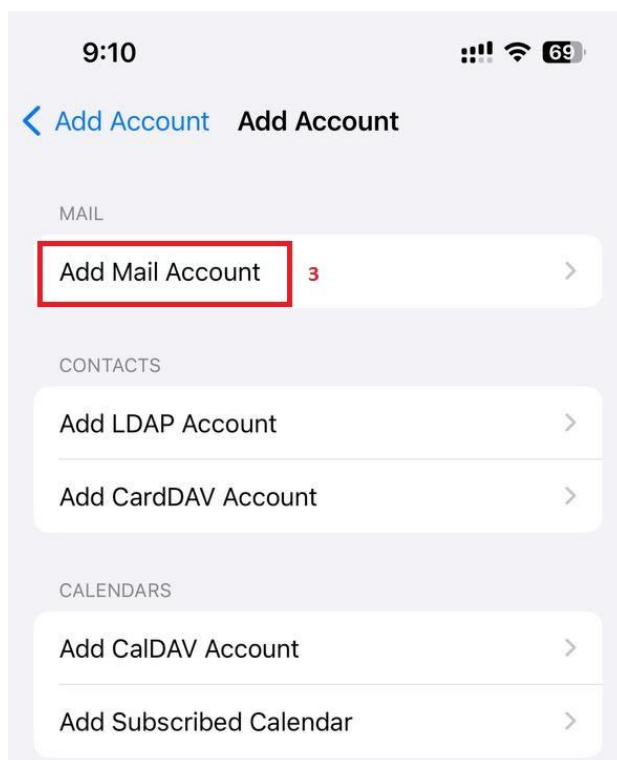 9:10 69
Add Account Add Account
MAIL
Add Mail Account 3
CONTACTS
Add LDAP Account
Add CardDAV Account
CALENDARS
Add CalDAV Account
Add Subscribed Calendar